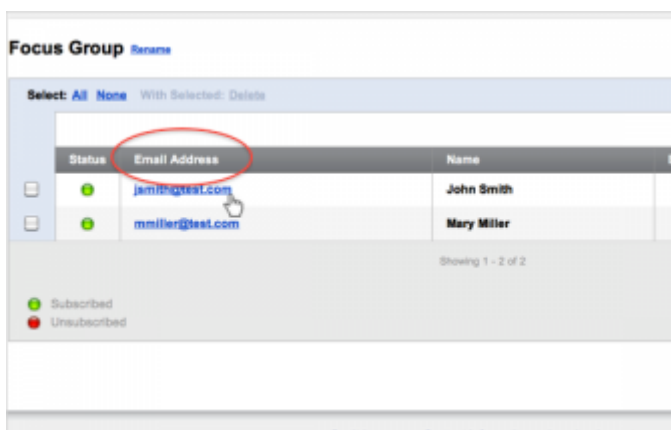 Focus Group Rename
Select: All None With Selected: Delete
Status Email Address Name
jsmith@test.com John Smith
mmiller@test.com Mary Miller
Showing 1 - 2 of 2
Subscribed
Unsubscribed